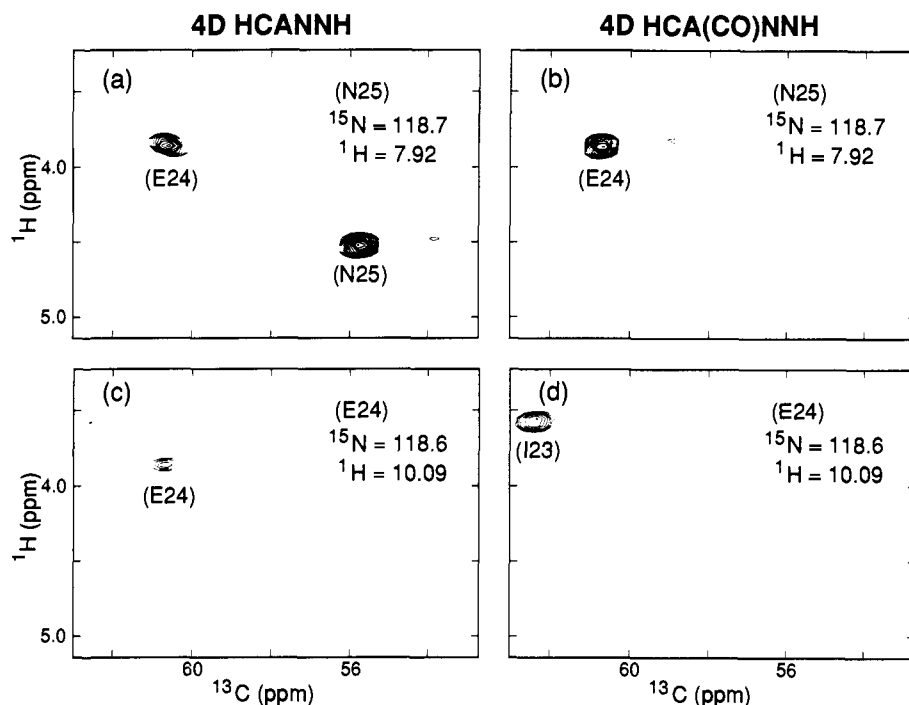 4D HCANNH
4D HCA(CO)NNH
(a)
(N25)
¹⁵N = 118.7
¹H = 7.92
(E24)
(N25)
4.0
5.0
¹H (ppm)
(b)
(N25)
¹⁵N = 118.7
¹H = 7.92
(E24)
(c)
(E24)
¹⁵N = 118.6
¹H = 10.09
(E24)
4.0
5.0
¹H (ppm)
60
56
¹³C (ppm)
(d)
(E24)
¹⁵N = 118.6
¹H = 10.09
(I23)
60
56
¹³C (ppm)